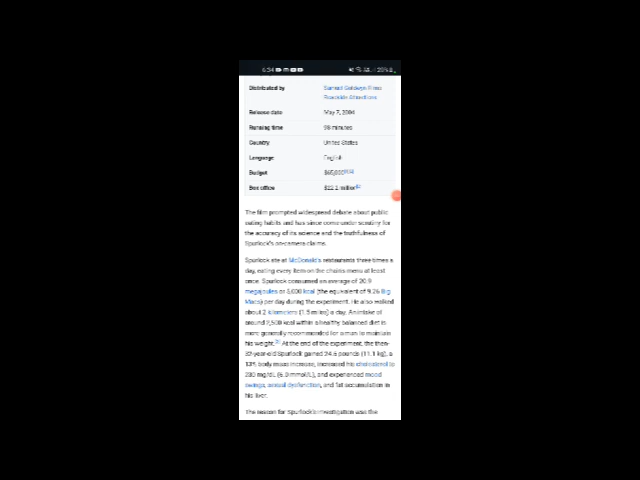 6:34
Distributed by Samuel Goldwyn Films
Roadside Attractions
Release date May 7, 2004
Running time 98 minutes
Country United States
Language English
Budget $65,000
Box office $22.2 million
The film prompted widespread debate about public
eating habits and has since come under scrutiny for
the accuracy of its science and the truthfulness of
Spurlock's on-camera claims.
Spurlock ate at McDonald's restaurants three times a
day, eating every item on the chain's menu at least
once. Spurlock consumed an average of 20.9
megajoules or 5,000 kcal (the equivalent of 9.26 Big
Macs) per day during the experiment. He also walked
about 2 kilometers (1.5 miles) a day. An intake of
around 2,500 kcal within a healthy balanced diet is
more generally recommended for a man to maintain
his weight. At the end of the experiment, the then-
32-year-old Spurlock gained 24.5 pounds (11.1 kg), a
13% body mass increase, increased his cholesterol to
230 mg/dL (6.0 mmol/L), and experienced mood
swings, sexual dysfunction, and fat accumulation in
his liver.
The reason for Spurlock's investigation was the